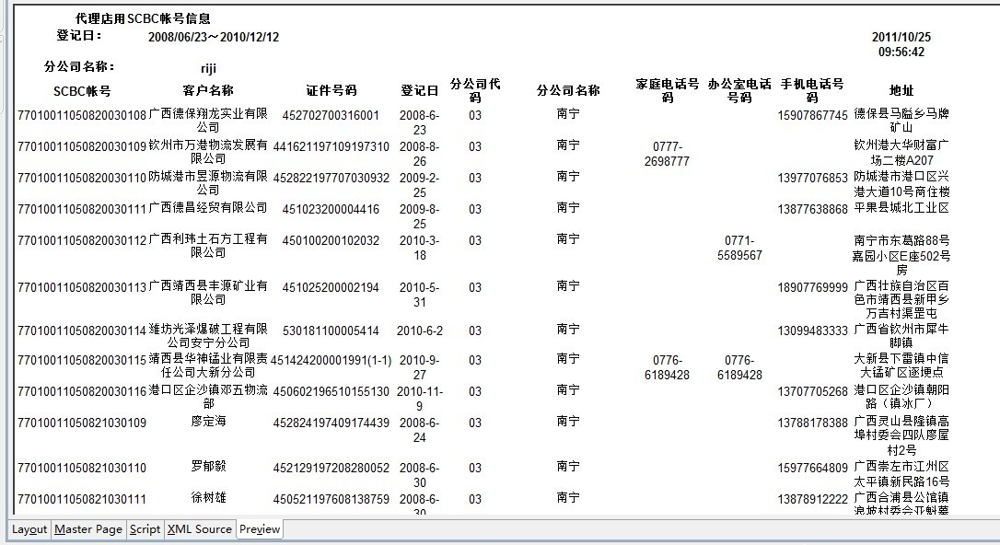 代理店用SCBC帐号信息
登记日： 2008/06/23～2010/12/12 2011/10/25
09:56:42
分公司名称： riji
SCBC帐号 客户名称 证件号码 登记日 分公司代码 分公司名称 家庭电话号码 办公室电话号码 手机电话号码 地址
77010011050820030108 广西德保翔龙实业有限公司 452702700316001 2008-6-23 03 南宁 15907867745 德保县马隘乡马牌矿山
77010011050820030109 钦州市万港物流发展有限公司 441621197109197310 2008-8-26 03 南宁 0777-2698777 钦州港大华财富广场二楼A207
77010011050820030110 防城港市昱源物流有限公司 452822197707030932 2009-2-25 03 南宁 13977076853 防城港市港口区兴港大道10号商住楼
77010011050820030111 广西德昌经贸有限公司 451023200004416 2009-8-25 03 南宁 13877638868 平果县城北工业区
77010011050820030112 广西利玮土石方工程有限公司 450100200102032 2010-3-18 03 南宁 0771-5589567 南宁市东葛路88号嘉园小区E座502号房
77010011050820030113 广西靖西县丰源矿业有限公司 451025200002194 2010-5-31 03 南宁 18907769999 广西壮族自治区百色市靖西县新甲乡万吉村渠罡屯
77010011050820030114 潍坊光泽爆破工程有限公司安宁分公司 530181100005414 2010-6-2 03 南宁 13099483333 广西省钦州市犀牛脚镇
77010011050820030115 靖西县华神锰业有限责任公司大新分公司 451424200001991(1-1) 2010-9-27 03 南宁 0776-6189428 0776-6189428 大新县下雷镇中信大锰矿区逐埂点
77010011050820030116 港口区企沙镇邓五物流部 450602196510155130 2010-11-9 03 南宁 13707705268 港口区企沙镇朝阳路（镇冰厂）
77010011050821030109 廖定海 452824197409174439 2008-6-24 03 南宁 13788178388 广西灵山县隆镇高埠村委会四队廖屋村2号
77010011050821030110 罗郁毅 452129197208280052 2008-6-30 03 南宁 15977664809 广西崇左市江州区太平镇新民路16号
77010011050821030111 徐树雄 450521197608138759 2008-6-30 03 南宁 13878912222 广西合浦县公馆镇浪坡村委会
Layout Master Page Script XML Source Preview